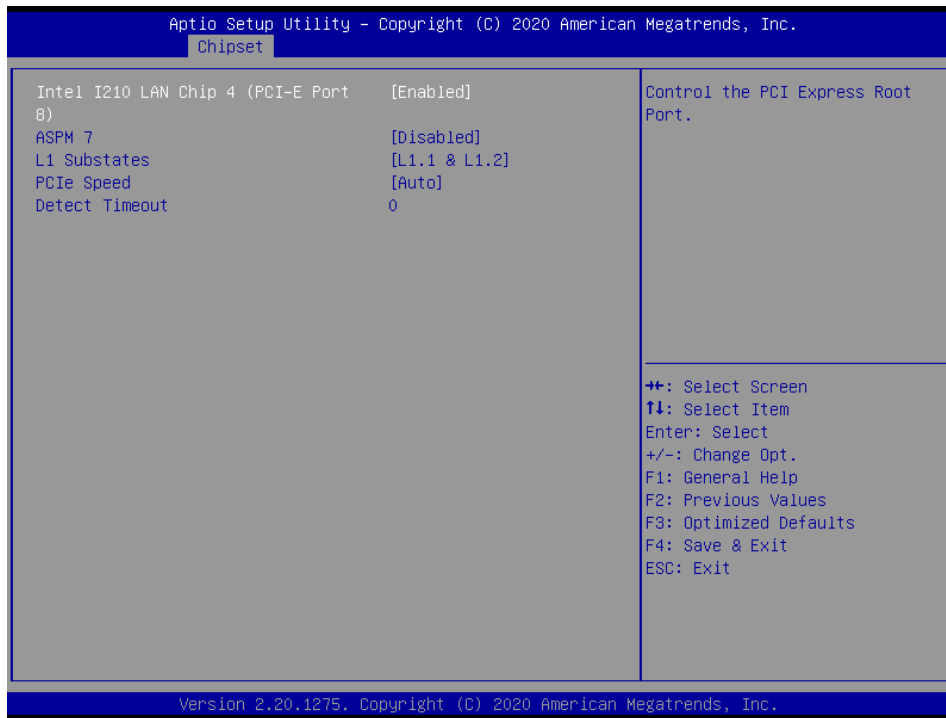 Aptio Setup Utility – Copyright (C) 2020 American Megatrends, Inc.
Chipset
Intel I210 LAN Chip 4 (PCI-E Port [Enabled]
8)
ASPM 7 [Disabled]
L1 Substates [L1.1 & L1.2]
PCIe Speed [Auto]
Detect Timeout 0
Control the PCI Express Root
Port.
→←: Select Screen
↑↓: Select Item
Enter: Select
+/-: Change Opt.
F1: General Help
F2: Previous Values
F3: Optimized Defaults
F4: Save & Exit
ESC: Exit
Version 2.20.1275. Copyright (C) 2020 American Megatrends, Inc.